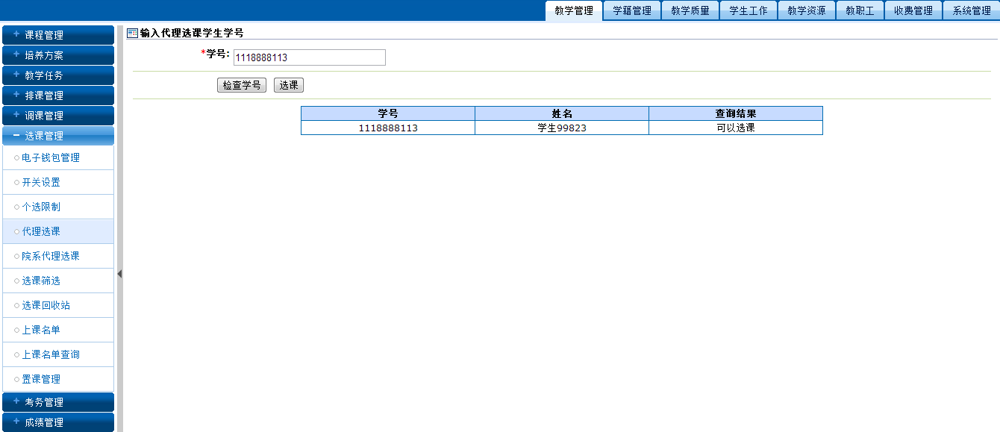 教学管理 学籍管理 教学质量 学生工作 教学资源 教职工 收费管理 系统管理
课程管理
培养方案
教学任务
排课管理
调课管理
选课管理
电子钱包管理
开关设置
个选限制
代理选课
院系代理选课
选课筛选
选课回收站
上课名单
上课名单查询
置课管理
考务管理
成绩管理
输入代理选课学生学号
*学号: 1118888113
检查学号 选课
学号 姓名 查询结果
1118888113 学生99823 可以选课